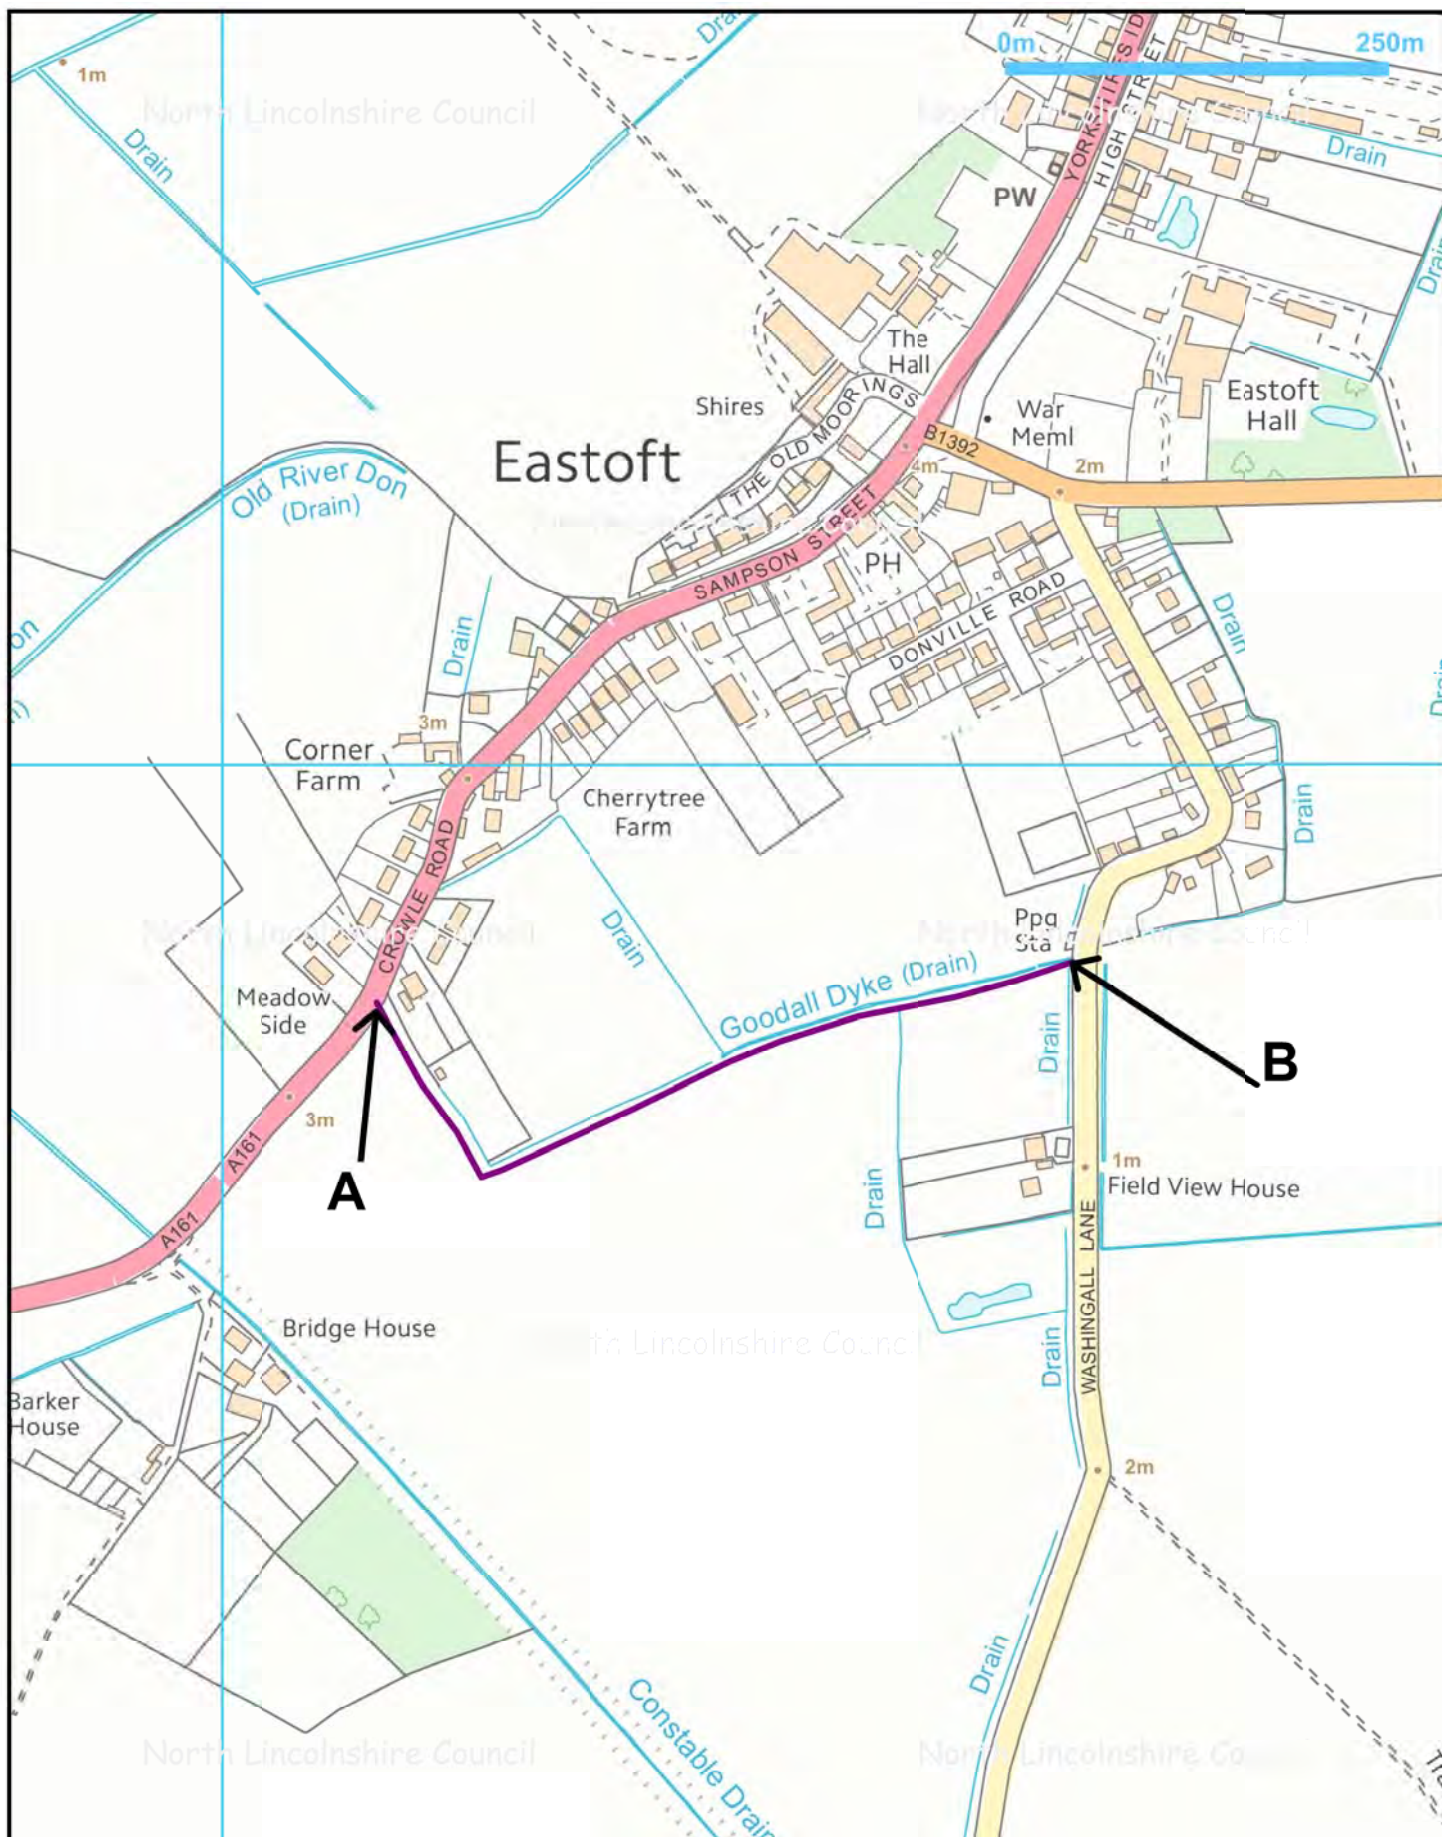 Drain
0m
250m
1m
North Lincolnshire Council
North Lincolnshire Council
Drain
Drain
PW
HIGH STREET
Drain
The
Hall
Shires
THE OLD MOORINGS
War
Meml
Eastoft
Hall
B1392
4m
2m
Eastoft
Old River Don
(Drain)
SAMPSON STREET
PH
DONVILLE ROAD
Drain
Drain
Drain
3m
Corner
Farm
Cherrytree
Farm
Drain
CROWLE ROAD
North Lincolnshire Council
North Lincolnshire Council
Drain
Ppg
Sta
Goodall Dyke (Drain)
Meadow
Side
Drain
B
3m
A161
A
A161
1m
Field View House
Drain
WASHINGALL LANE
Bridge House
North Lincolnshire Council
Drain
Barker
House
2m
Drain
Constable Drain
North Lincolnshire Council
North Lincolnshire Co